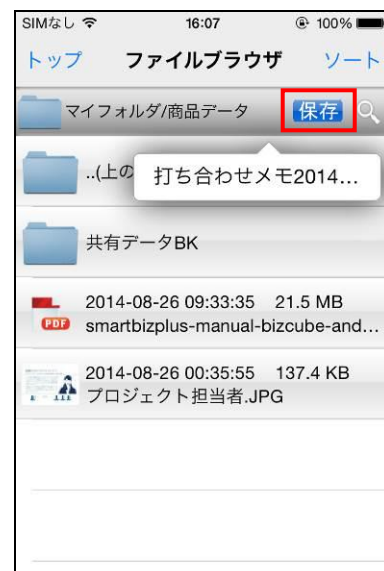 SIMなし 16:07 100%
トップ ファイルブラウザ ソート
マイフォルダ/商品データ 保存
..(上の
打ち合わせメモ2014...
共有データBK
2014-08-26 09:33:35 21.5 MB
PDF smartbizplus-manual-bizcube-and...
2014-08-26 00:35:55 137.4 KB
プロジェクト担当者.JPG